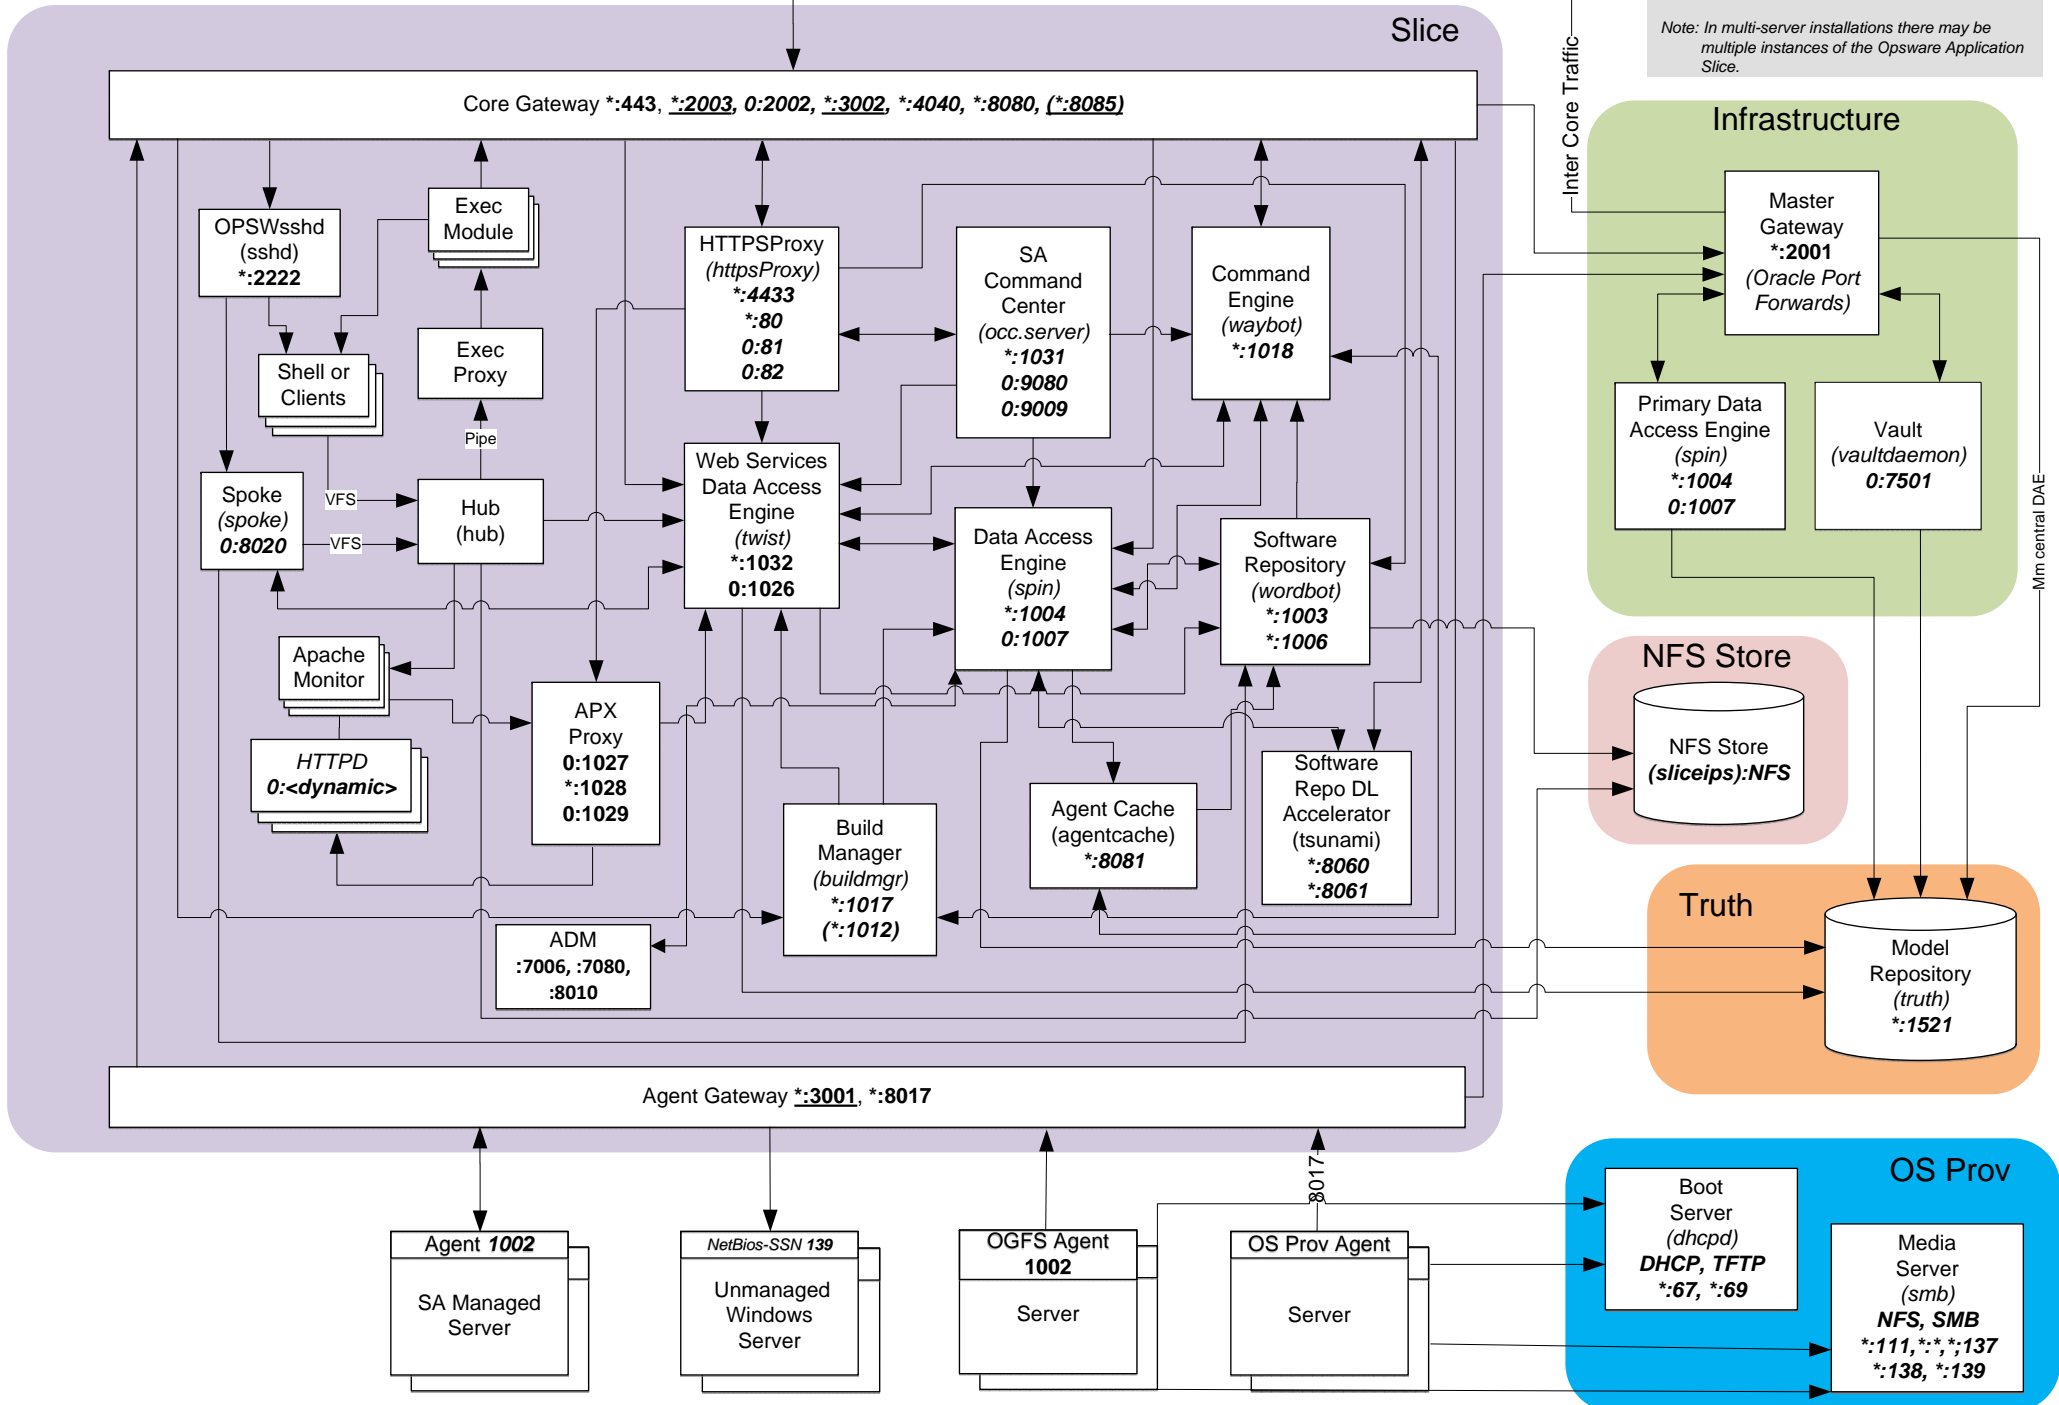 Slice
Note: In multi-server installations there may be
multiple instances of the Opsware Application
Slice.
Core Gateway *:443, *:2003, 0:2002, *:3002, *:4040, *:8080, (*:8085)
Inter Core Traffic
Infrastructure
Master
Gateway
*:2001
(Oracle Port
Forwards)
OPSWsshd
(sshd)
*:2222
Exec
Module
HTTPSProxy
(httpsProxy)
*:4433
*:80
0:81
0:82
SA
Command
Center
(occ.server)
*:1031
0:9080
0:9009
Command
Engine
(waybot)
*:1018
Shell or
Clients
Exec
Proxy
Pipe
Primary Data
Access Engine
(spin)
*:1004
0:1007
Vault
(vaultdaemon)
0:7501
Mm central DAE
Spoke
(spoke)
0:8020
VFS
VFS
Hub
(hub)
Web Services
Data Access
Engine
(twist)
*:1032
0:1026
Data Access
Engine
(spin)
*:1004
0:1007
Software
Repository
(wordbot)
*:1003
*:1006
Apache
Monitor
HTTPD
0:<dynamic>
APX
Proxy
0:1027
*:1028
0:1029
NFS Store
NFS Store
(sliceips):NFS
Build
Manager
(buildmgr)
*:1017
(*:1012)
Agent Cache
(agentcache)
*:8081
Software
Repo DL
Accelerator
(tsunami)
*:8060
*:8061
Truth
Model
Repository
(truth)
*:1521
ADM
:7006, :7080,
:8010
Agent Gateway *:3001, *:8017
8017
OS Prov
Boot
Server
(dhcpd)
DHCP, TFTP
*:67, *:69
Media
Server
(smb)
NFS, SMB
*:111,*:*,*;137
*:138, *:139
Agent 1002
SA Managed
Server
NetBios-SSN 139
Unmanaged
Windows
Server
OGFS Agent
1002
Server
OS Prov Agent
Server